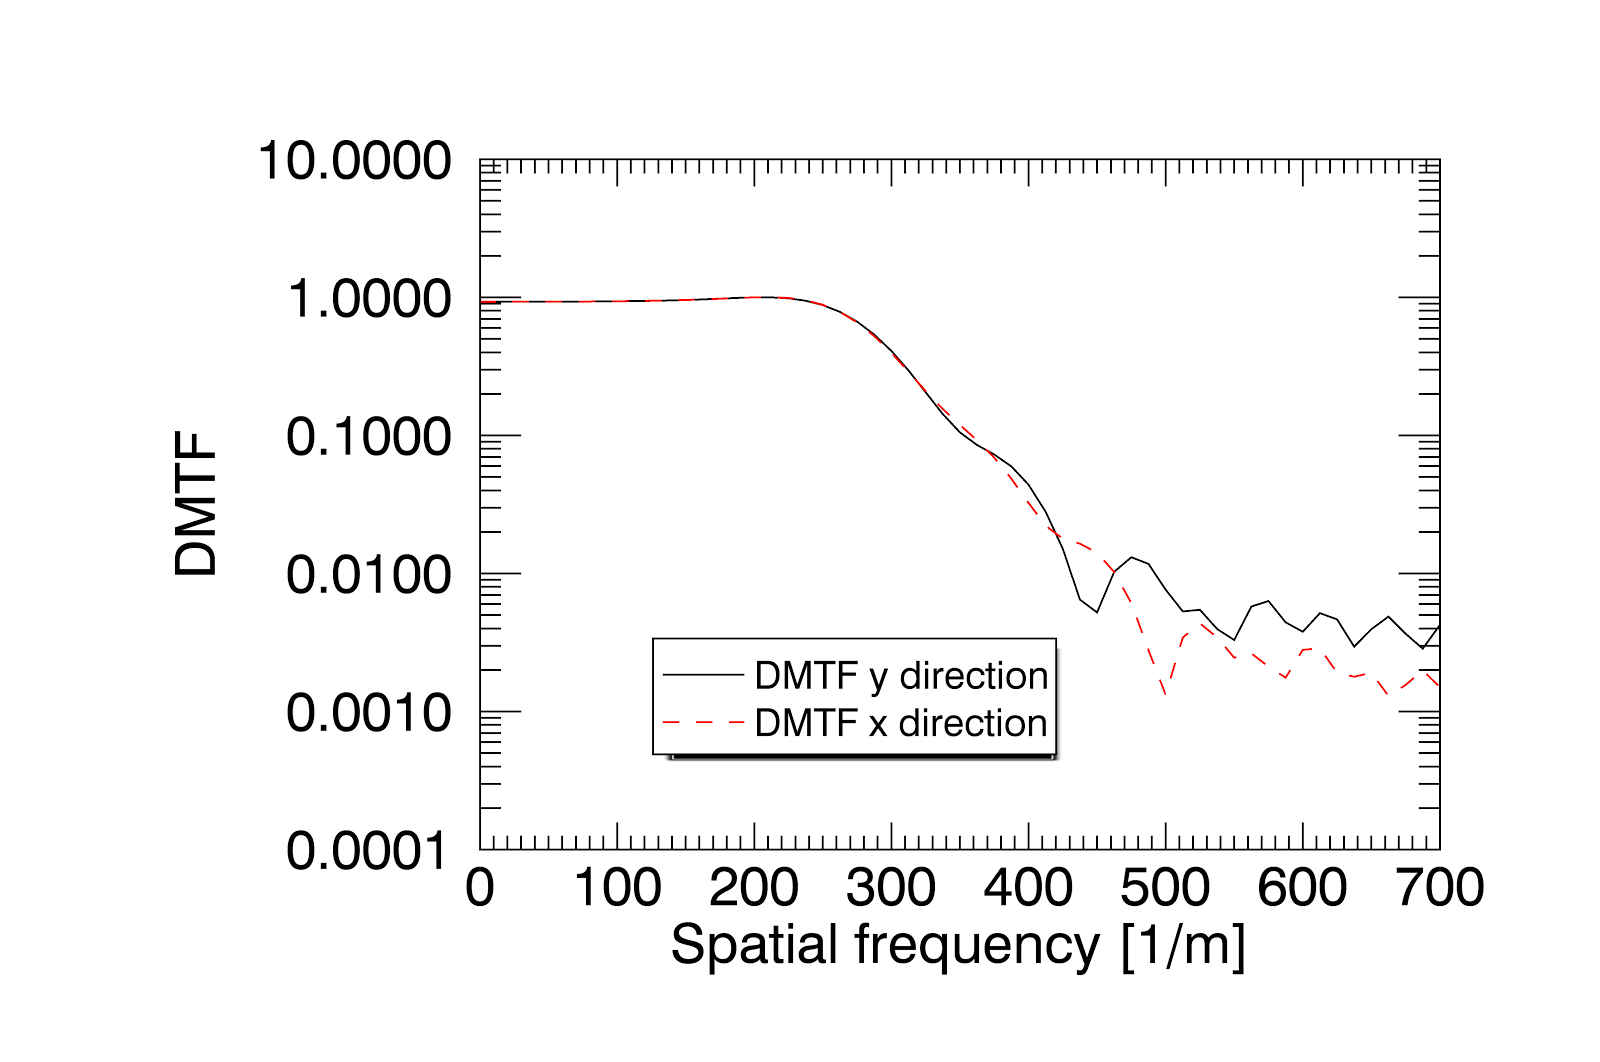 10.0000
1.0000
0.1000
0.0100
0.0010
0.0001
DMTF
DMTF y direction
DMTF x direction
0 100 200 300 400 500 600 700
Spatial frequency [1/m]